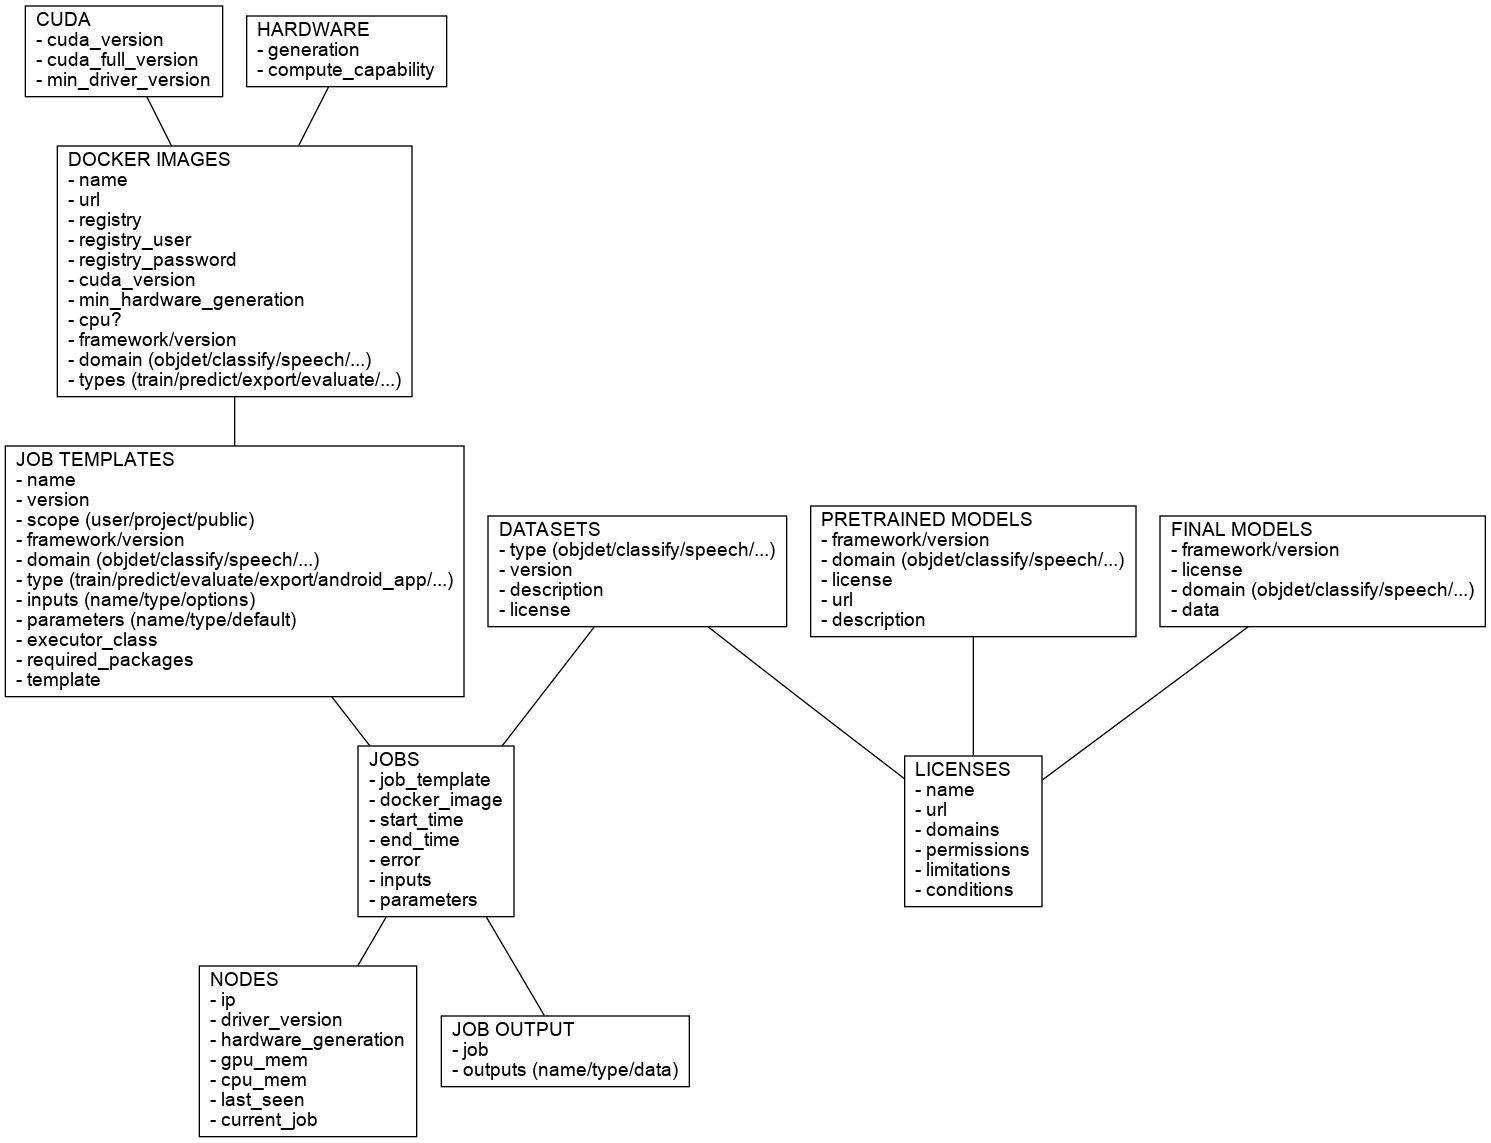 CUDA
- cuda_version
- cuda_full_version
- min_driver_version
HARDWARE
- generation
- compute_capability
DOCKER IMAGES
- name
- url
- registry
- registry_user
- registry_password
- cuda_version
- min_hardware_generation
- cpu?
- framework/version
- domain (objdet/classify/speech/...)
- types (train/predict/export/evaluate/...)
JOB TEMPLATES
- name
- version
- scope (user/project/public)
- framework/version
- domain (objdet/classify/speech/...)
- type (train/predict/evaluate/export/android_app/...)
- inputs (name/type/options)
- parameters (name/type/default)
- executor_class
- required_packages
- template
DATASETS
- type (objdet/classify/speech/...)
- version
- description
- license
PRETRAINED MODELS
- framework/version
- domain (objdet/classify/speech/...)
- license
- url
- description
FINAL MODELS
- framework/version
- license
- domain (objdet/classify/speech/...)
- data
JOBS
- job_template
- docker_image
- start_time
- end_time
- error
- inputs
- parameters
LICENSES
- name
- url
- domains
- permissions
- limitations
- conditions
NODES
- ip
- driver_version
- hardware_generation
- gpu_mem
- cpu_mem
- last_seen
- current_job
JOB OUTPUT
- job
- outputs (name/type/data)